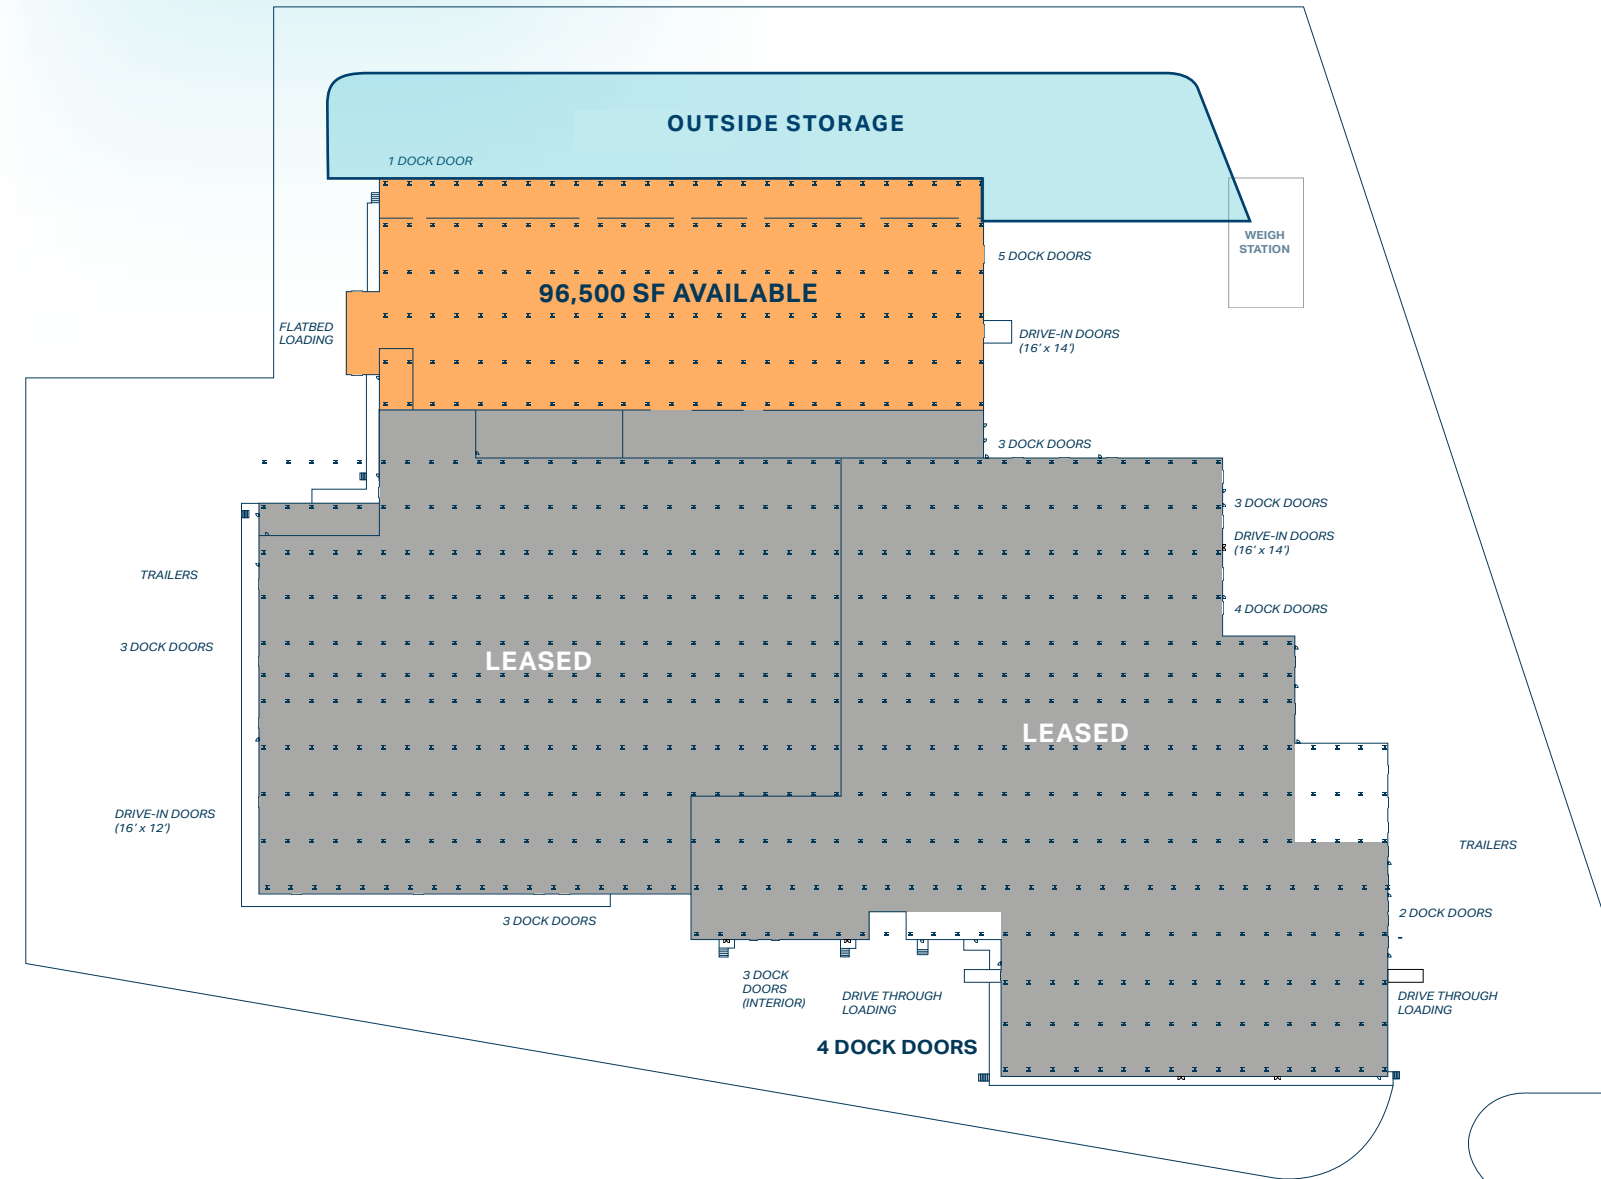 OUTSIDE STORAGE
1 DOCK DOOR
WEIGH
STATION
5 DOCK DOORS
96,500 SF AVAILABLE
FLATBED
LOADING
DRIVE-IN DOORS
(16' x 14')
3 DOCK DOORS
3 DOCK DOORS
DRIVE-IN DOORS
(16' x 14')
TRAILERS
4 DOCK DOORS
3 DOCK DOORS
LEASED
LEASED
DRIVE-IN DOORS
(16' x 12')
TRAILERS
3 DOCK DOORS
2 DOCK DOORS
3 DOCK
DOORS
(INTERIOR)
DRIVE THROUGH
LOADING
DRIVE THROUGH
LOADING
4 DOCK DOORS